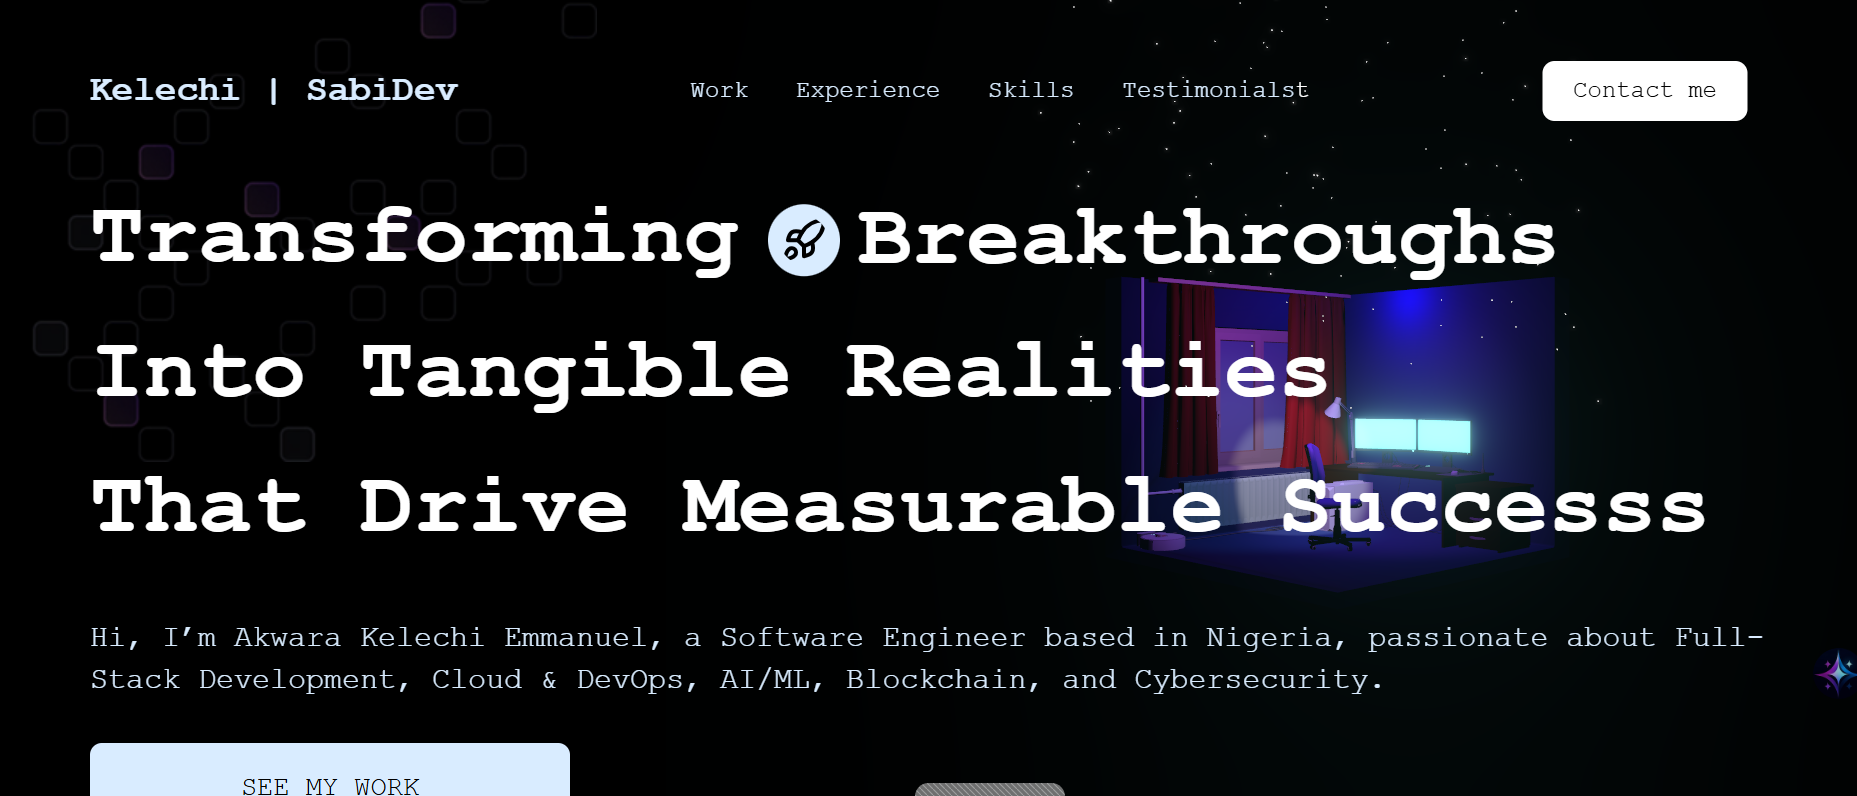 Kelechi | SabiDev
Work Experience Skills Testimonialst
Contact me
Transforming Breakthroughs
Into Tangible Realities
That Drive Measurable Successs
Hi, I’m Akwara Kelechi Emmanuel, a Software Engineer based in Nigeria, passionate about Full-
Stack Development, Cloud & DevOps, AI/ML, Blockchain, and Cybersecurity.
SEE MY WORK